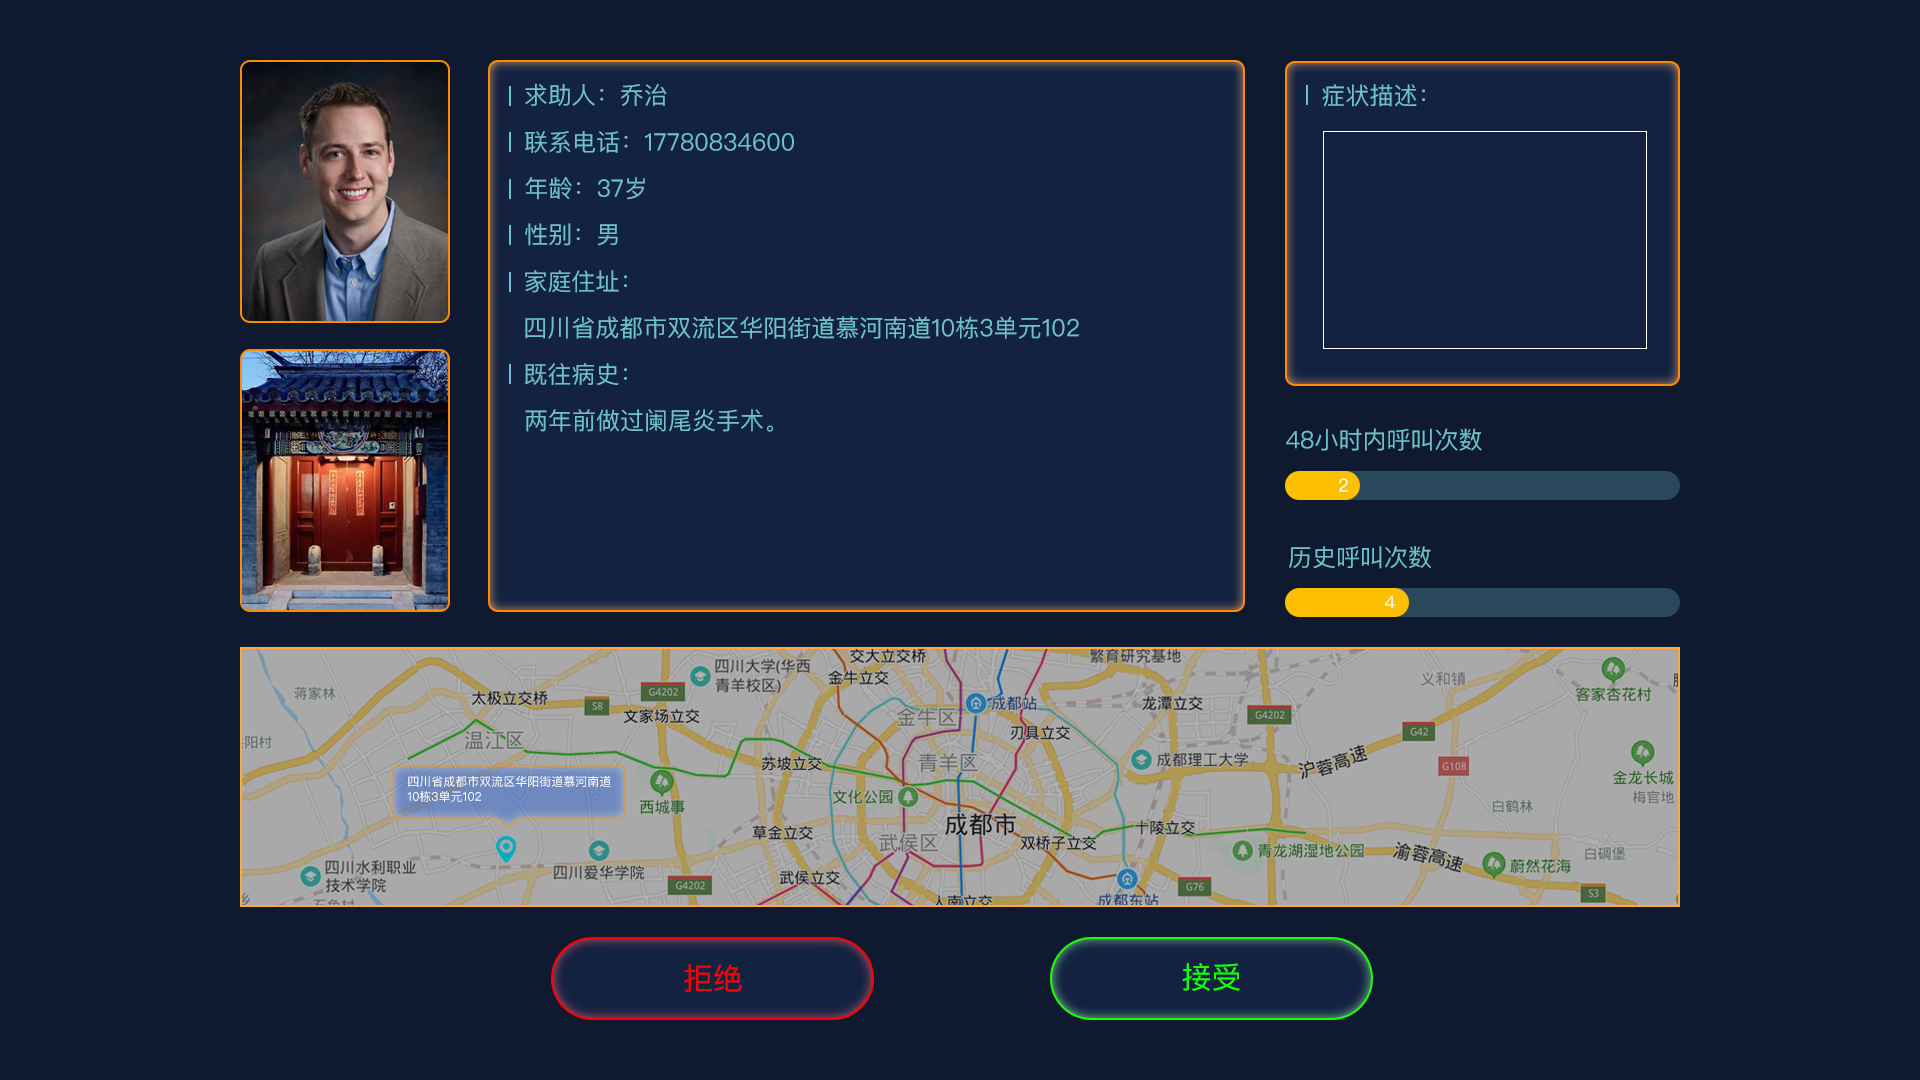 求助人：乔治
联系电话：17780834600
年龄：37岁
性别：男
家庭住址：
四川省成都市双流区华阳街道慕河南道10栋3单元102
既往病史：
两年前做过阑尾炎手术。
症状描述：
48小时内呼叫次数
2
历史呼叫次数
4
四川大学(华西
青羊校区)
交大立交桥
繁育研究基地
金牛立交
义和镇
蒋家林
太极立交桥
S8
G4202
文家场立交
金牛区
成都站
龙潭立交
G4202
客家杏花村
G42
刃具立交
温江区
苏坡立交
青羊区
成都理工大学
沪蓉高速
G108
金龙长城
梅官地
四川省成都市双流区华阳街道慕河南道
10栋3单元102
西城事
文化公园
白鹤林
草金立交
成都市
武侯区
双桥子立交
十陵立交
青龙湖湿地公园
渝蓉高速
蔚然花海
白碉堡
四川水利职业
技术学院
四川爱华学院
G4202
武侯立交
人南立交
成都东站
G76
S3
拒绝
接受